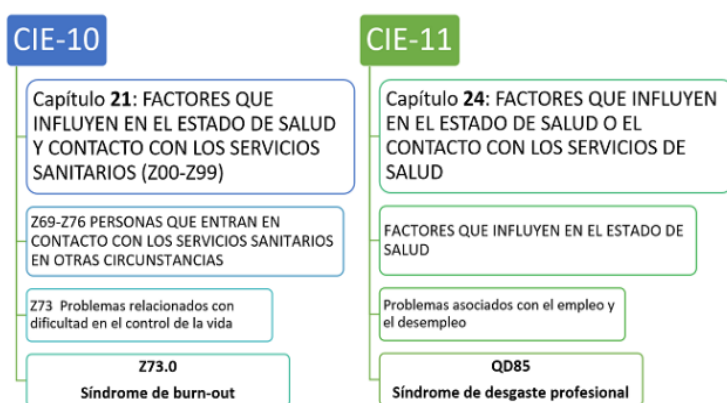 CIE-10
Capítulo 21: FACTORES QUE
INFLUYEN EN EL ESTADO DE SALUD
Y CONTACTO CON LOS SERVICIOS
SANITARIOS (Z00-Z99)
Z69-Z76 PERSONAS QUE ENTRAN EN
CONTACTO CON LOS SERVICIOS SANITARIOS
EN OTRAS CIRCUNSTANCIAS
Z73 Problemas relacionados con
dificultad en el control de la vida
Z73.0
Síndrome de burn-out
CIE-11
Capítulo 24: FACTORES QUE INFLUYEN
EN EL ESTADO DE SALUD O EL
CONTACTO CON LOS SERVICIOS DE
SALUD
FACTORES QUE INFLUYEN EN EL ESTADO DE
SALUD
Problemas asociados con el empleo y
el desempleo
QD85
Síndrome de desgaste profesional